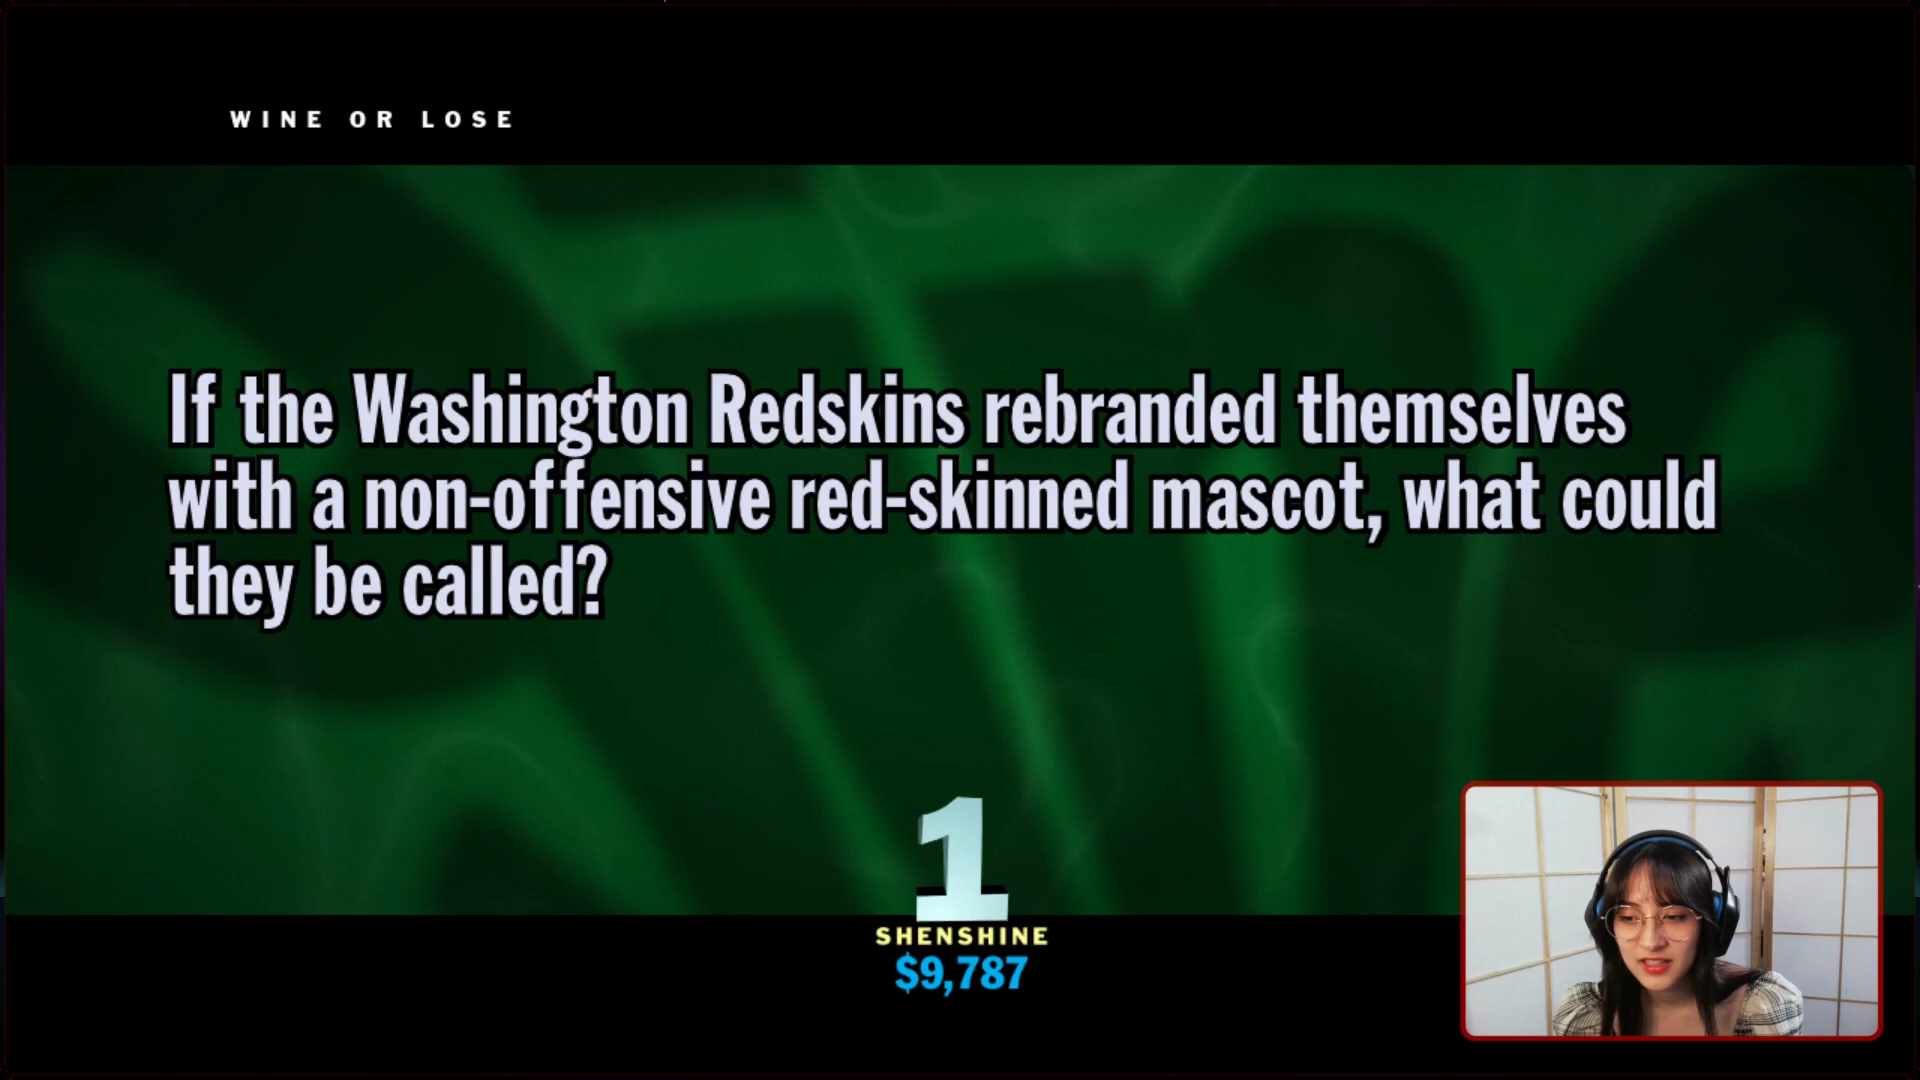 WINE OR LOSE
If the Washington Redskins rebranded themselves
with a non-offensive red-skinned mascot, what could
they be called?
1
SHENSHINE
$9,787